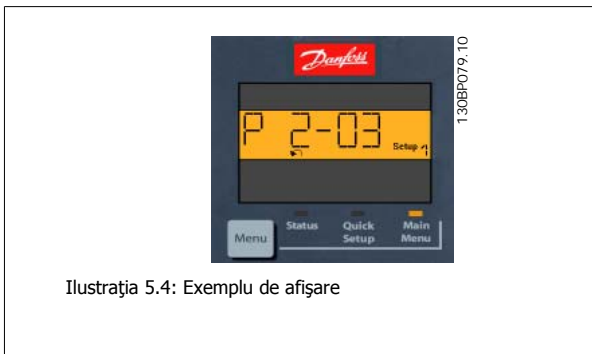 Danfoss
130BP079.10
P 2-03
Setup 1
Status
Quick Setup
Main Menu
Menu
Ilustraţia 5.4: Exemplu de afişare